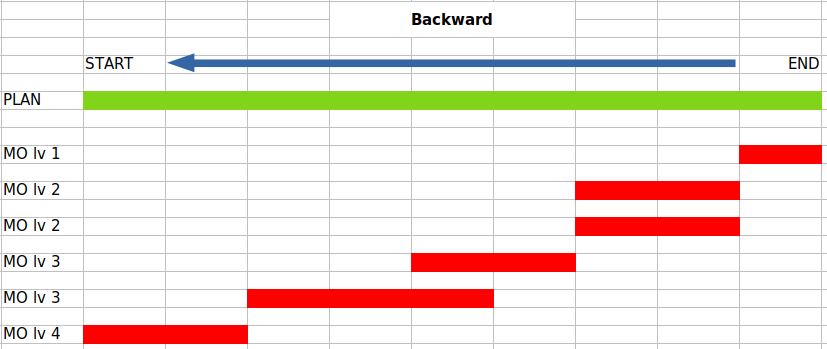 Backward
START
END
PLAN
MO lv 1
MO lv 2
MO lv 2
MO lv 3
MO lv 3
MO lv 4